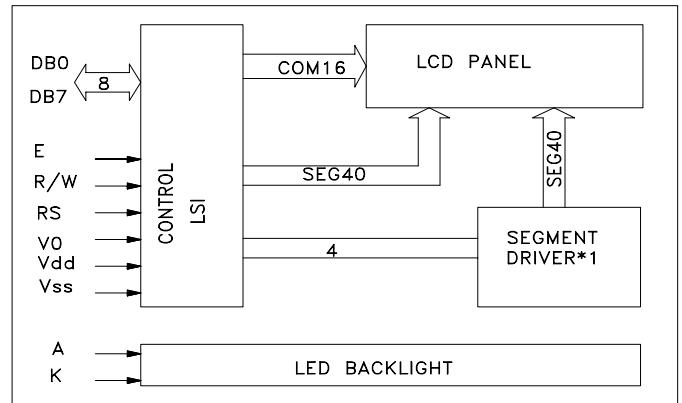 DB0
DB7
8
COM16
LCD PANEL
E
R/W
RS
V0
Vdd
Vss
CONTROL
LSI
SEG40
SEG40
4
SEGMENT
DRIVER*1
A
K
LED BACKLIGHT